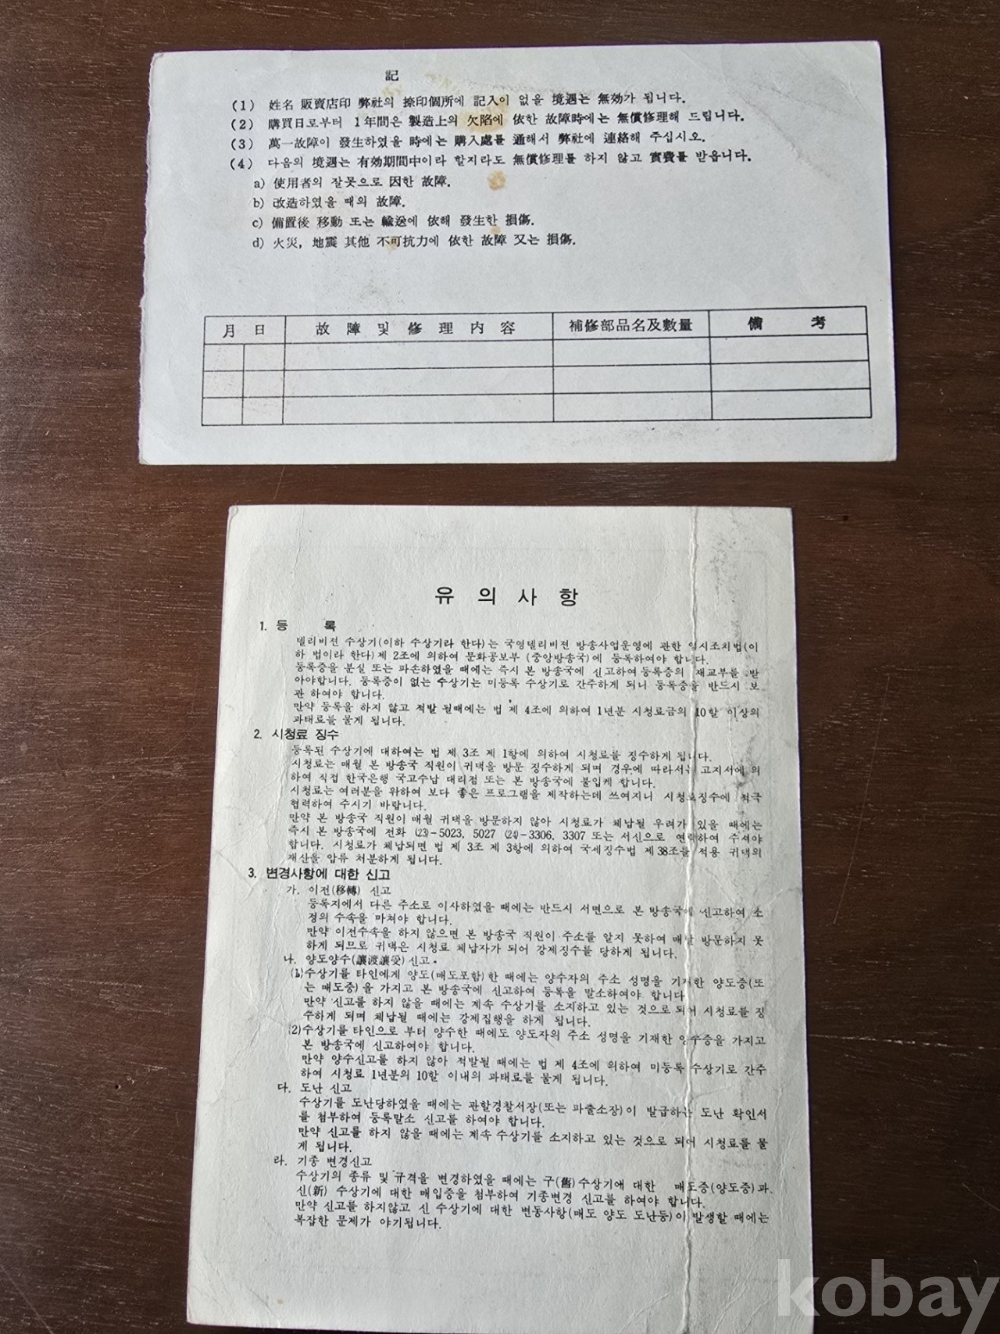 記
(1) 姓名 販賣店印 弊社의 捺印個所에 記入이 없을 境遇는 無効가 됩니다.
(2) 購買日로부터 1年間은 製造上의 欠陷에 依한 故障時에는 無償修理해 드립니다.
(3) 萬一故障이 發生하였을 時에는 購入處를 通해서 弊社에 連絡해 주십시오.
(4) 다음의 境遇는 有効期間中이라 할지라도 無償修理를 하지 않고 實費를 받읍니다.
a) 使用者의 잘못으로 因한 故障.
b) 改造하였을 때의 故障.
c) 備置後 移動 또는 輸送에 依해 發生한 損傷.
d) 火災, 地震 其他 不可抗力에 依한 故障 又는 損傷.
月 日 故障 및 修理内容 補修部品名及數量 備考
유의사항
1. 등 록
텔리비젼 수상기(이하 수상기라 한다)는 국영텔리비젼 방송사업운영에 관한 임시조치법(이
하 법이라 한다)제 2조에 의하여 문화공보부 (중앙방송국)에 등록하여야 합니다.
등록증을 분실 또는 파손하였을 때에는 즉시 본 방송국에 신고하여 등록증의 재교부를 받
아야합니다. 등록증이 없는 수상기는 미등록 수상기로 간주하게 되니 등록증을 반드시 보
관 하여야 합니다.
만약 등록을 하지 않고 적발 될때에는 법 제 4조에 의하여 1년분 시청료금의 10할 이상의
과태료를 물게 됩니다.
2. 시청료 징수
등록된 수상기에 대하여는 법 제 3조 제 1항에 의하여 시청료를 징수하게 됩니다.
시청료는 매월 본 방송국 직원이 귀댁을 방문 징수하게 되며 경우에 따라서는 고지서에 의
하여 직접 한국은행 국고수납 대리점 또는 본 방송국에 불입케 합니다.
시청료는 여러분을 위하여 보다 좋은 프로그램을 제작하는데 쓰여지니 시청료징수에 적극
협력하여 주시기 바랍니다.
만약 본 방송국 직원이 매월 귀댁을 방문하지 않아 시청료가 체납될 우려가 있을 때에는
즉시 본 방송국에 전화 (23)-5023, 5027 (24)-3306, 3307 또는 서신으로 연락하여 주셔야
합니다. 시청료가 체납되면 법 제 3조 제 3항에 의하여 국세징수법 제 38조를 적용 귀댁의
재산을 압류 처분하게 됩니다.
3. 변경사항에 대한 신고
가. 이전(移轉) 신고
등록지에서 다른 주소로 이사하였을 때에는 반드시 서면으로 본 방송국에 신고하여 소
정의 수속을 마쳐야 합니다.
만약 이전수속을 하지 않으면 본 방송국 직원이 주소를 알지 못하여 매달 방문하지 못
하게 되므로 귀댁은 시청료 체납자가 되어 강제징수를 당하게 됩니다.
나. 양도양수(讓渡讓受)신고.
(1)수상기를 타인에게 양도(매도포함)한 때에는 양수자의 주소 성명을 기재한 양도증(또
는 매도증)을 가지고 본 방송국에 신고하여 등록을 말소하여야 합니다
만약 신고를 하지 않을 때에는 계속 수상기를 소지하고 있는 것으로 되어 시청료를 징
수하게 되며 체납될 때에는 강제집행을 하게 됩니다.
(2)수상기를 타인으로 부터 양수한 때에도 양도자의 주소 성명을 기재한 양수증을 가지고
본 방송국에 신고하여야 합니다.
만약 양수신고를 하지 않아 적발될 때에는 법 제 4조에 의하여 미등록 수상기로 간주
하여 시청료 1년분의 10할 이내의 과태료를 물게 됩니다.
다. 도난 신고
수상기를 도난당하였을 때에는 관할경찰서장(또는 파출소장)이 발급하는 도난 확인서
를 첨부하여 등록말소 신고를 하여야 합니다.
만약 신고를 하지 않을 때에는 계속 수상기를 소지하고 있는 것으로 되어 시청료를 물
게 됩니다.
라. 기종 변경신고
수상기의 종류 및 규격을 변경하였을 때에는 구(舊)수상기에 대한 매도증(양도증)과
신(新) 수상기에 대한 매입증을 첨부하여 기종변경 신고를 하여야 합니다.
만약 신고를 하지않고 신 수상기에 대한 변동사항(매도 양도 도난등)이 발생할 때에는
복잡한 문제가 야기됩니다.
kobay